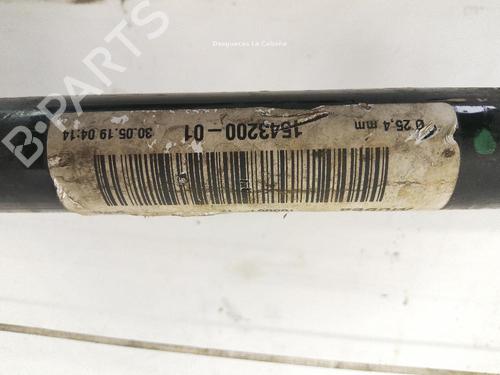 Desguaces La Cabaña
B-PARTS
Ø 25,4 mm
1543200-01
30.05.19 04:14